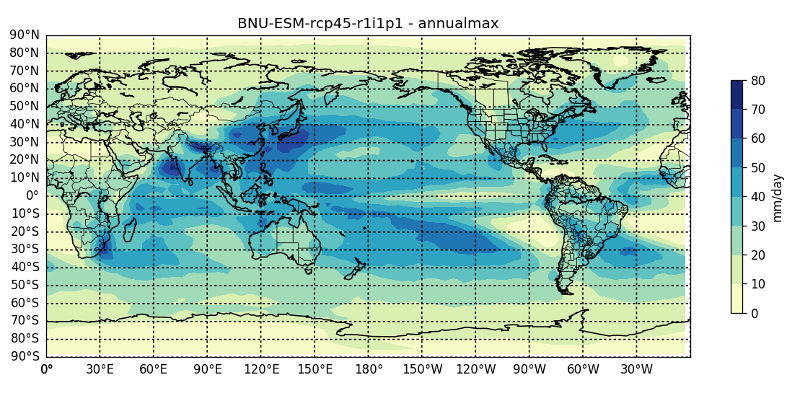 BNU-ESM-rcp45-r1i1p1 - annualmax
90°N
80°N
70°N
60°N
50°N
40°N
30°N
20°N
10°N
0°
10°S
20°S
30°S
40°S
50°S
60°S
70°S
80°S
90°S
0° 30°E 60°E 90°E 120°E 150°E 180° 150°W 120°W 90°W 60°W 30°W
80
70
60
50
40
30
20
10
0
mm/day